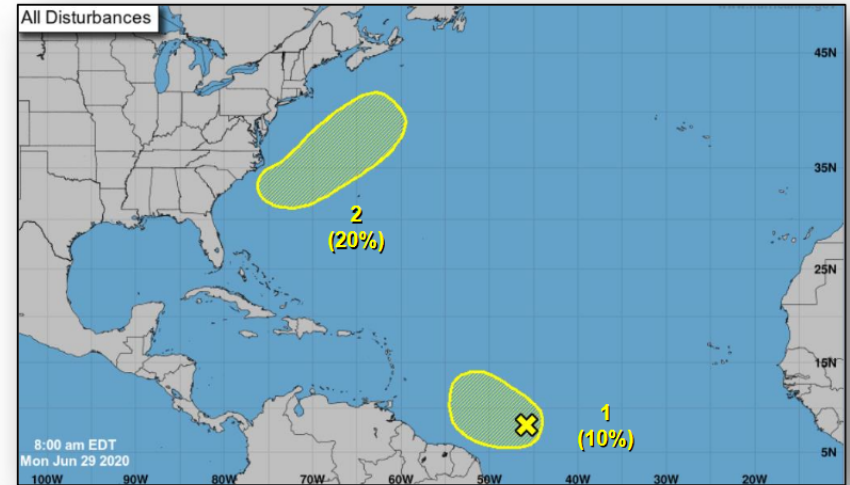 All Disturbances
45N
35N
2
(20%)
25N
15N
1
(10%)
8:00 am EDT
Mon Jun 29 2020
5N
100W 90W 80W 70W 60W 50W 40W 30W 20W